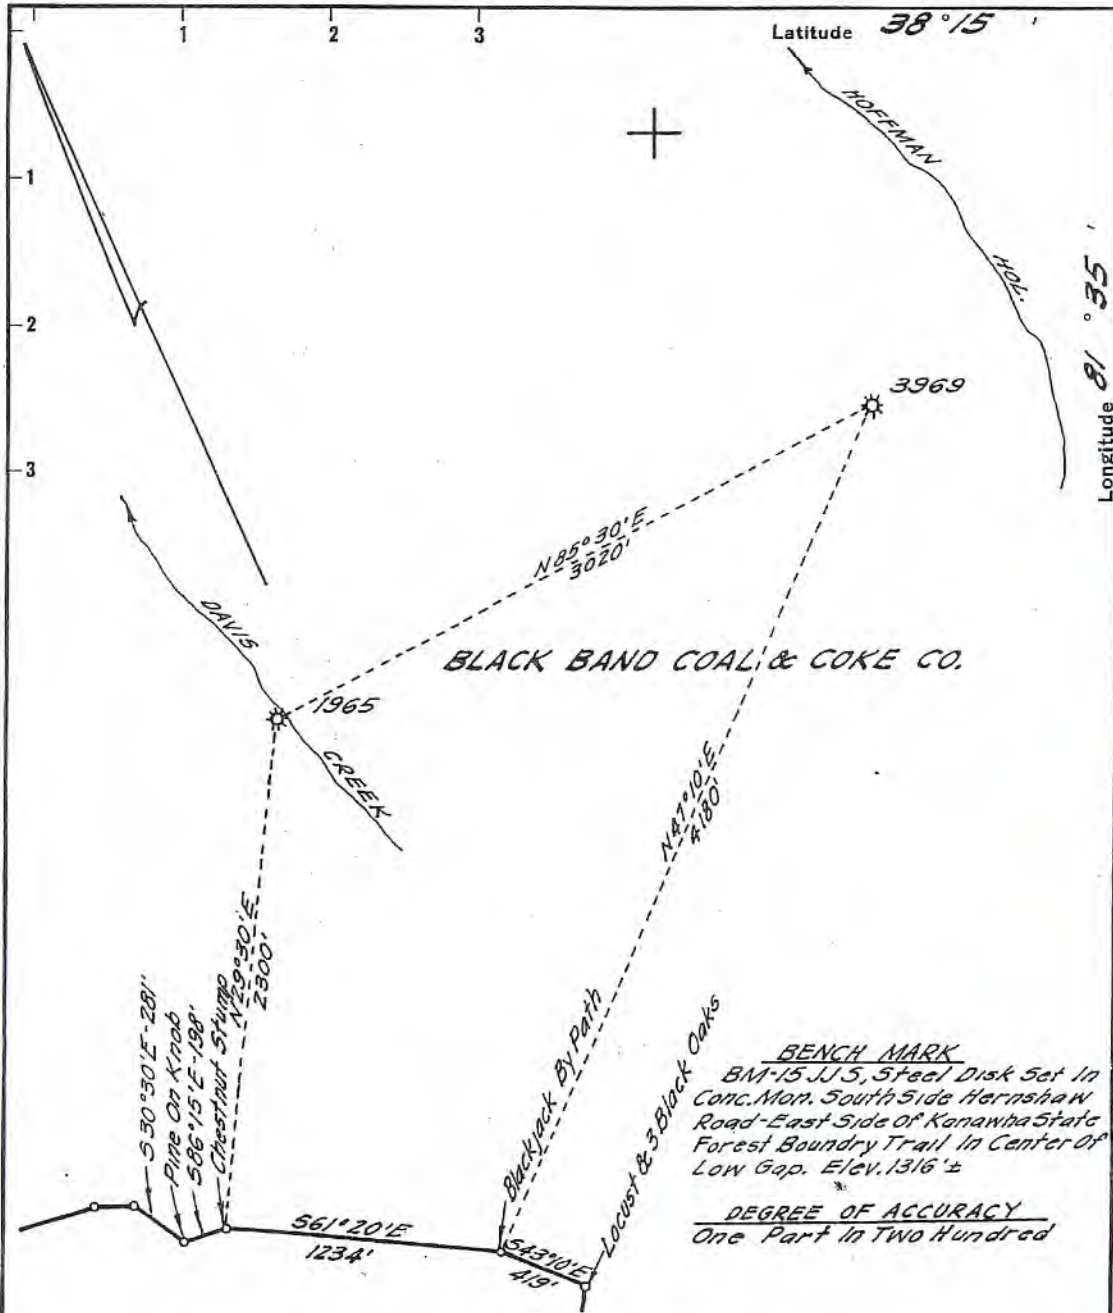 1 2 3
Latitude 38°15'
1
2
3
HOFFMAN
HOL.
Longitude 81°35'
3969
N85°30'E
3020'
DAVIS
CREEK
BLACK BAND COAL & COKE CO.
1965
N47°10'E
4180'
N29°30'E
2300'
S30°30'E-281'
Pine On Knob
S86°15'E-198'
Chestnut Stump
Blackjack By Path
Locust & 3 Black Oaks
S61°20'E
1234'
S43°10'E
419'
BENCH MARK
BM-15 JJS, Steel Disk Set In
Conc. Mon. South Side Hernshaw
Road-East Side Of Kanawha State
Forest Boundry Trail In Center Of
Low Gap. Elev. 1316'±
DEGREE OF ACCURACY
One Part In Two Hundred